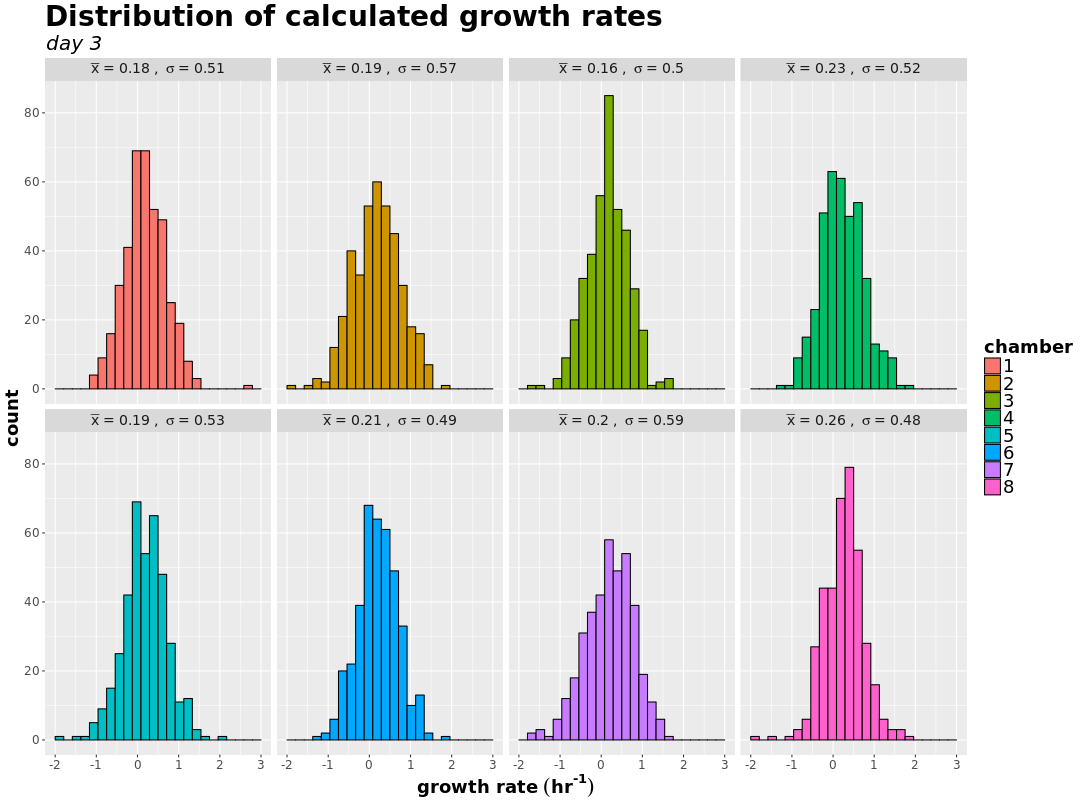 Distribution of calculated growth rates
day 3
x̅ = 0.18 , σ = 0.51
x̅ = 0.19 , σ = 0.57
x̅ = 0.16 , σ = 0.5
x̅ = 0.23 , σ = 0.52
80
60
40
20
0
x̅ = 0.19 , σ = 0.53
x̅ = 0.21 , σ = 0.49
x̅ = 0.2 , σ = 0.59
x̅ = 0.26 , σ = 0.48
80
60
40
20
0
-2 -1 0 1 2 3
-2 -1 0 1 2 3
-2 -1 0 1 2 3
-2 -1 0 1 2 3
count
growth rate (hr⁻¹)
chamber
1
2
3
4
5
6
7
8